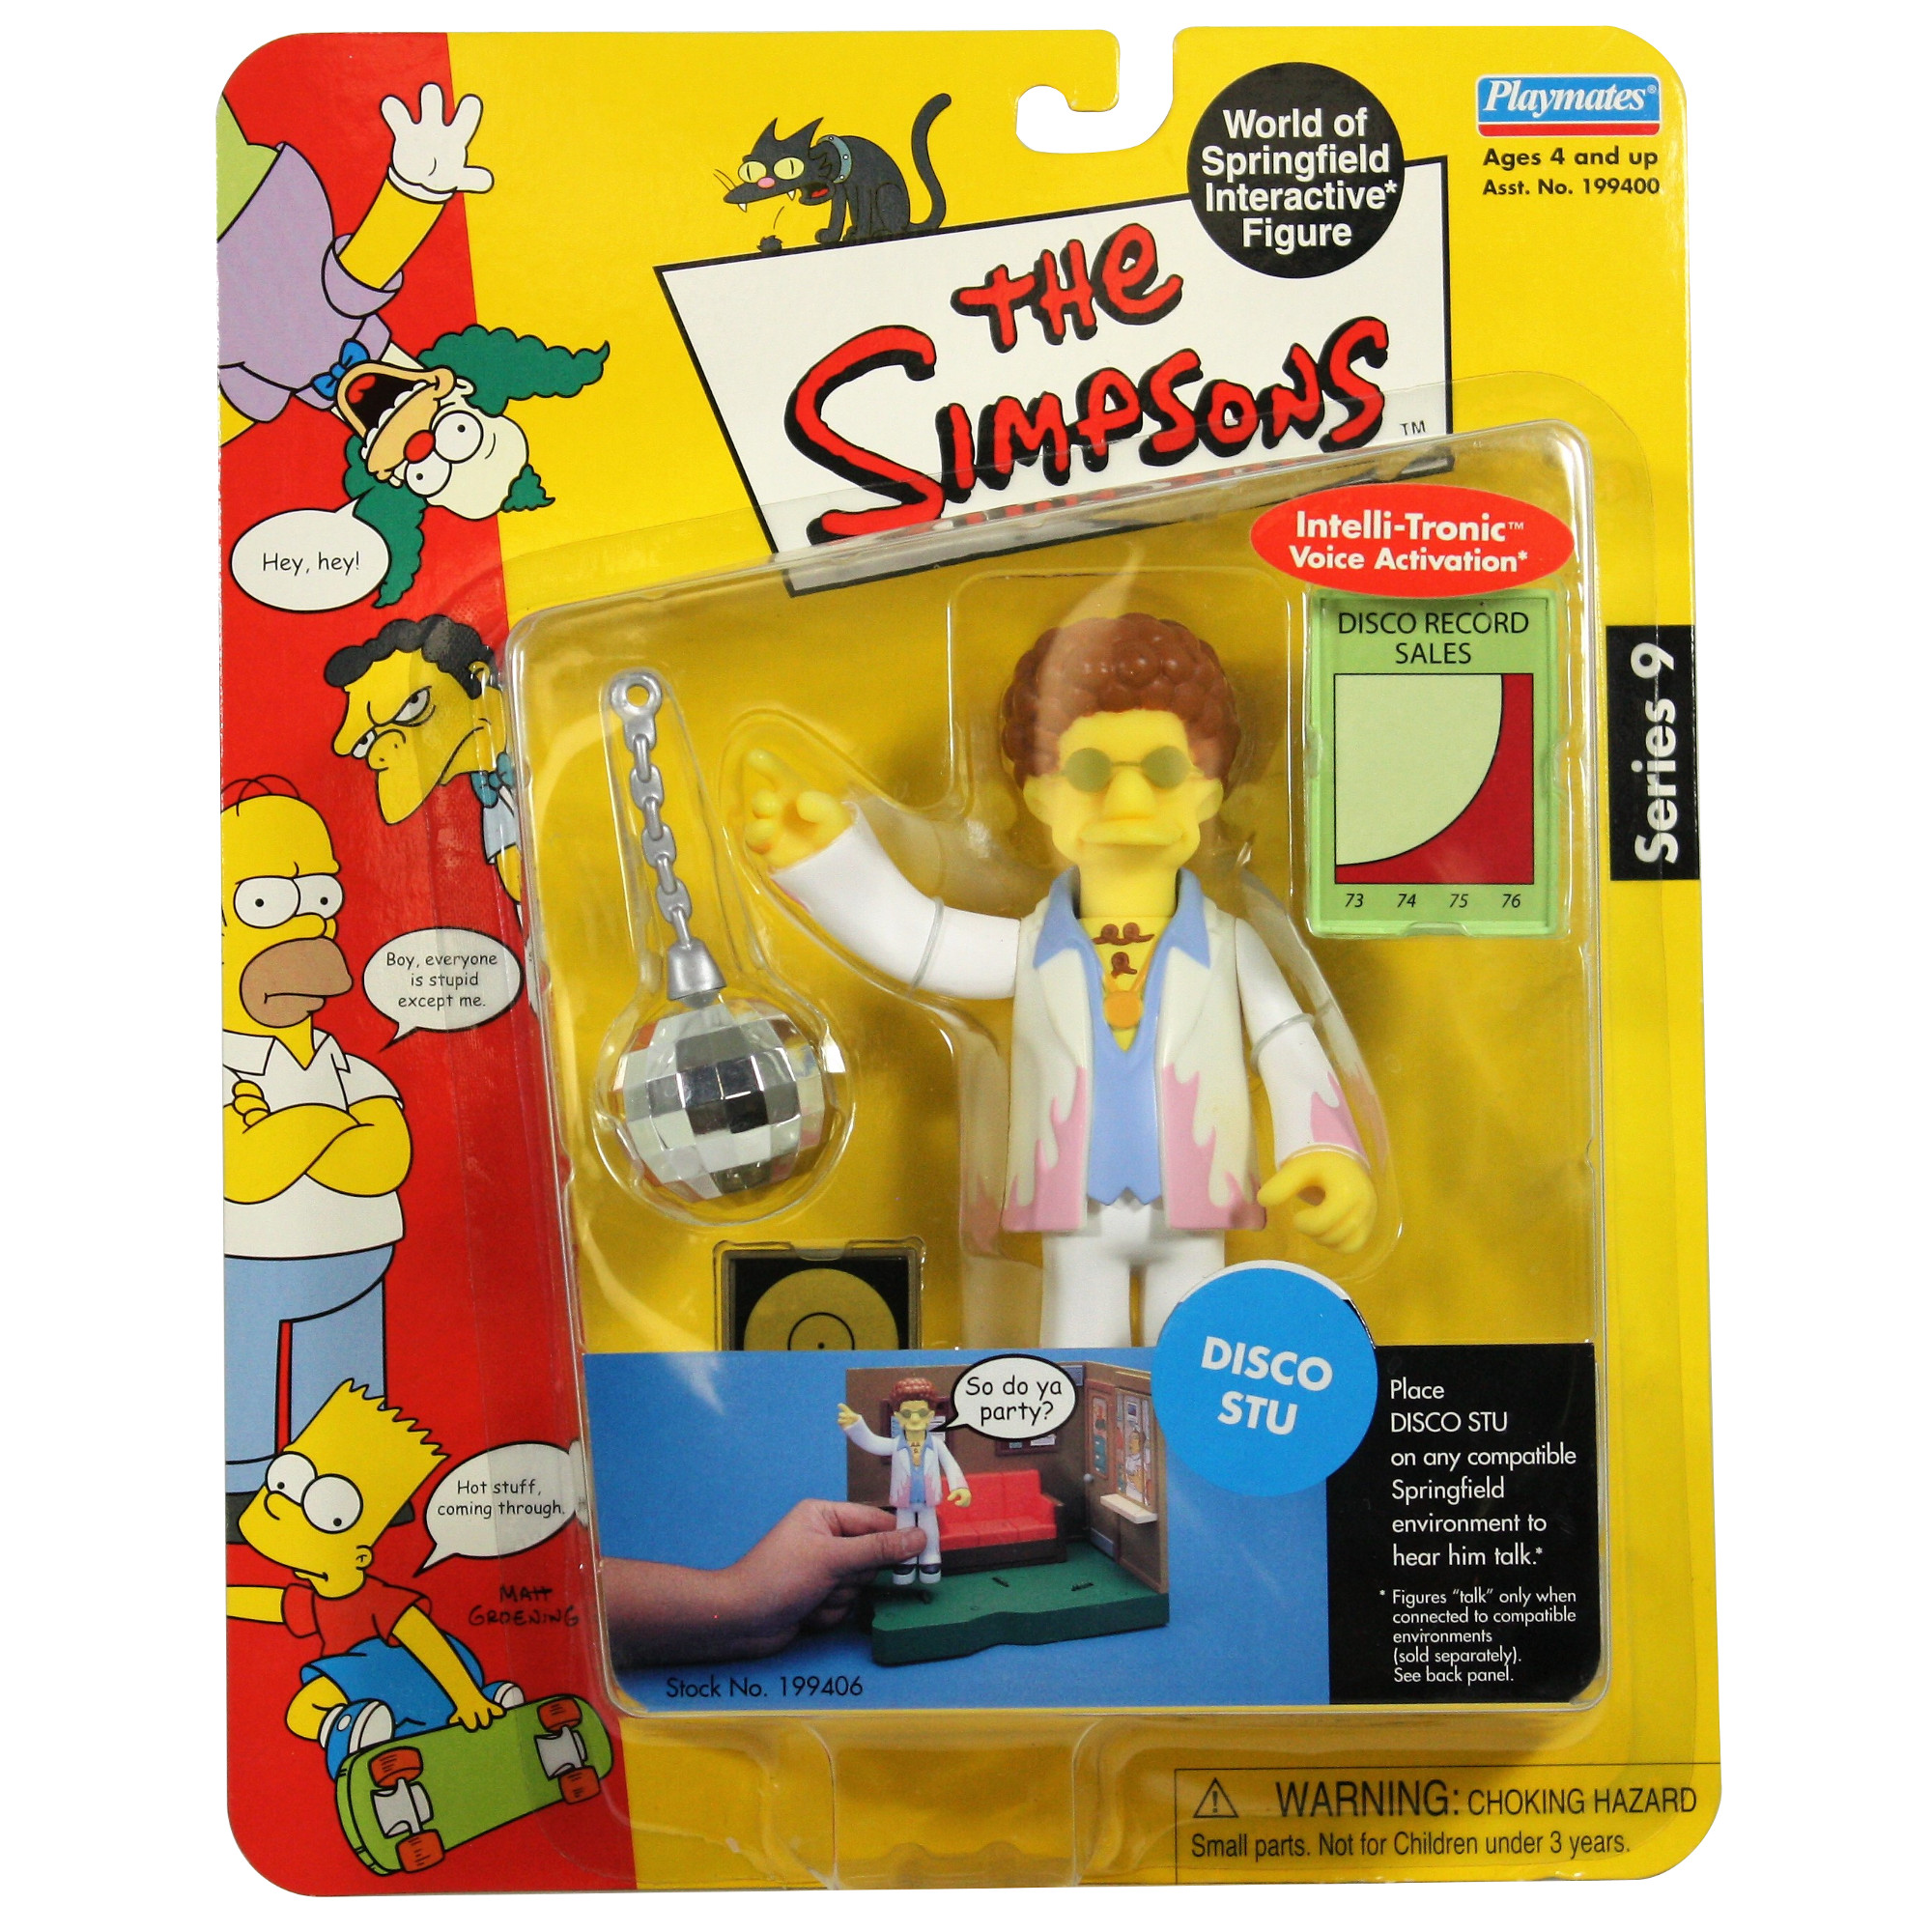 Playmates®
Ages 4 and up
Asst. No. 199400
World of
Springfield
Interactive*
Figure
THE
SIMPSONS
TM
Hey, hey!
Intelli-Tronic™
Voice Activation*
DISCO RECORD
SALES
73 74 75 76
Series 9
Boy, everyone
is stupid
except me.
Hot stuff,
coming through.
MATT
GROENING
So do ya
party?
DISCO
STU
Place
DISCO STU
on any compatible
Springfield
environment to
hear him talk.*
* Figures "talk" only when
connected to compatible
environments
(sold separately).
See back panel.
Stock No. 199406
⚠ WARNING: CHOKING HAZARD
Small parts. Not for Children under 3 years.